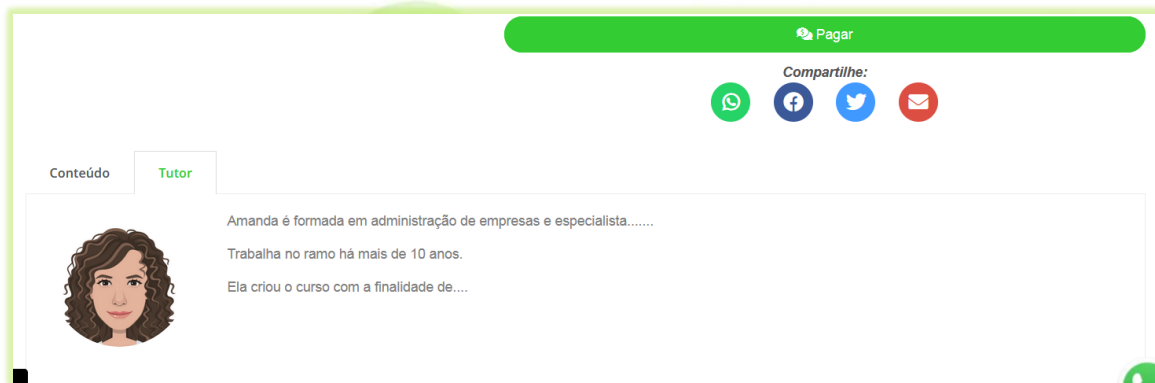 Pagar
Compartilhe:
Conteúdo
Tutor
Amanda é formada em administração de empresas e especialista.......
Trabalha no ramo há mais de 10 anos.
Ela criou o curso com a finalidade de....